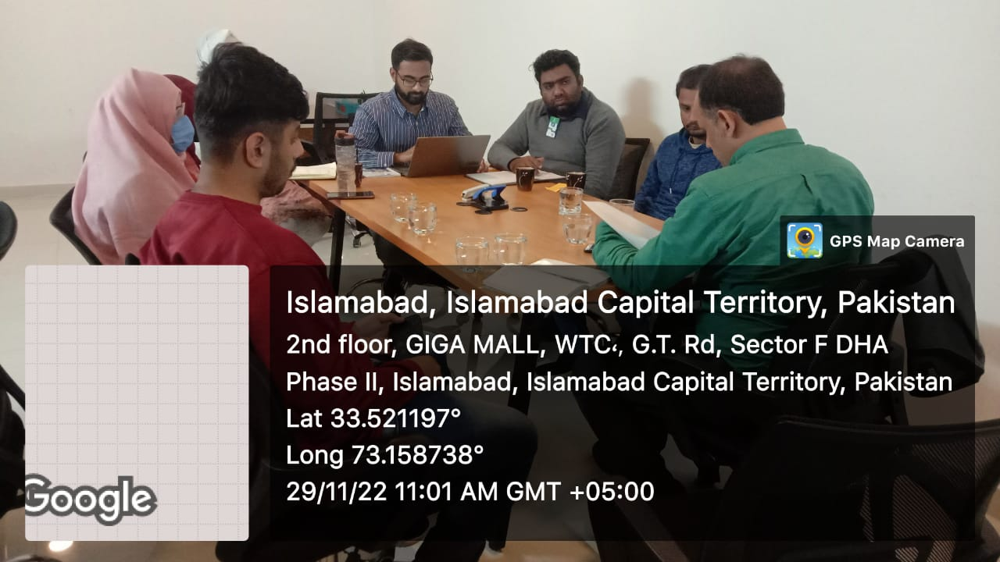 GPS Map Camera
Islamabad, Islamabad Capital Territory, Pakistan
2nd floor, GIGA MALL, WTC،, G.T. Rd, Sector F DHA
Phase II, Islamabad, Islamabad Capital Territory, Pakistan
Lat 33.521197°
Long 73.158738°
29/11/22 11:01 AM GMT +05:00
Google